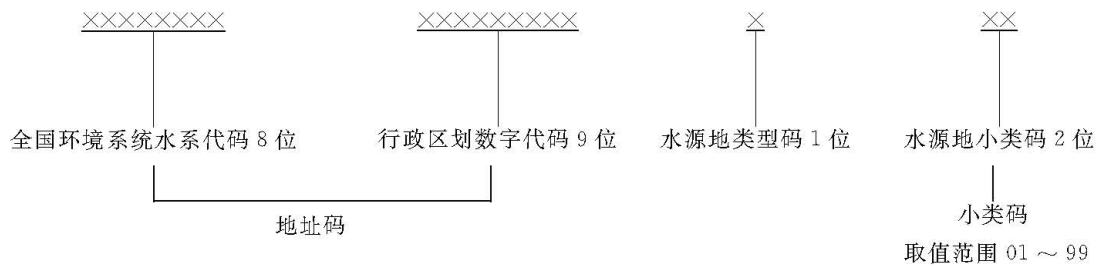 ×××××××× ××××××××× × ××
全国环境系统水系代码 8 位 行政区划数字代码 9 位 水源地类型码 1 位 水源地小类码 2 位
地址码 小类码
取值范围 01 ～ 99